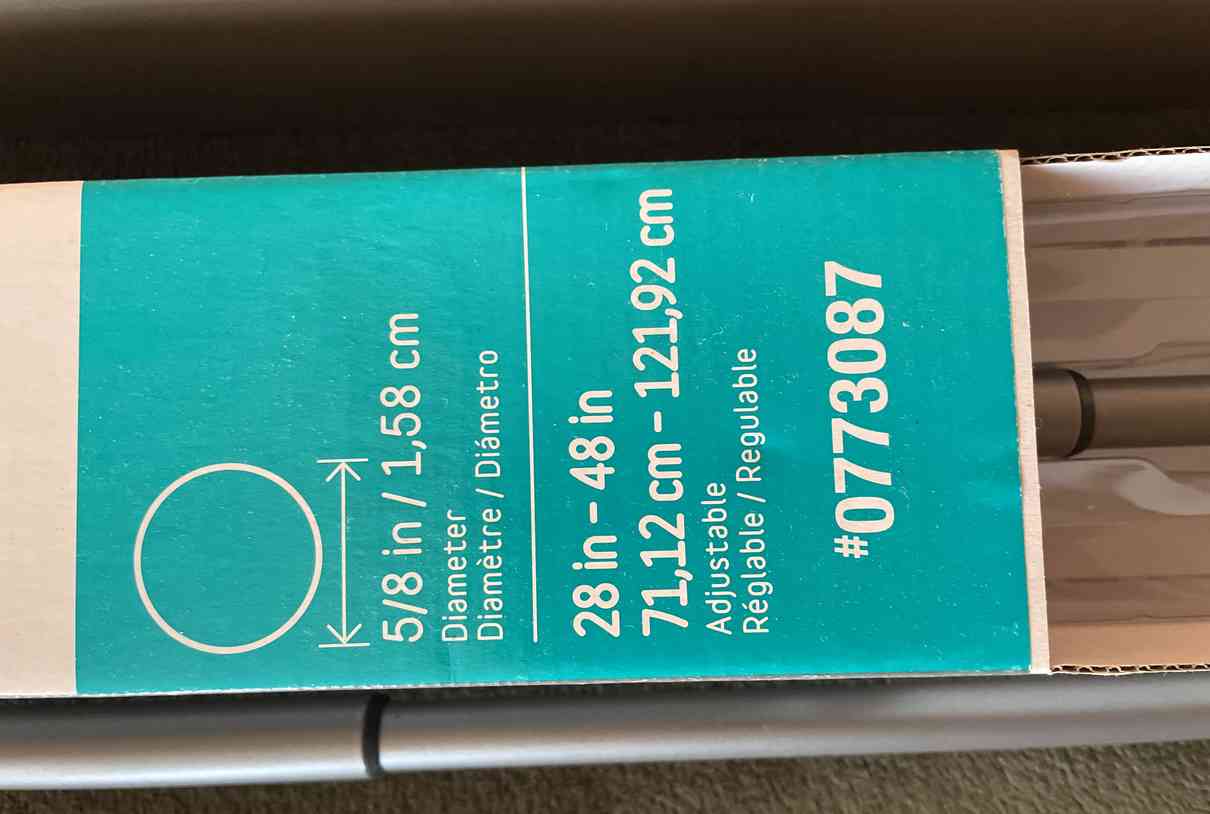 5/8 in / 1,58 cm
Diameter
Diamètre / Diámetro
28 in – 48 in
71,12 cm – 121,92 cm
Adjustable
Réglable / Regulable
#0773087